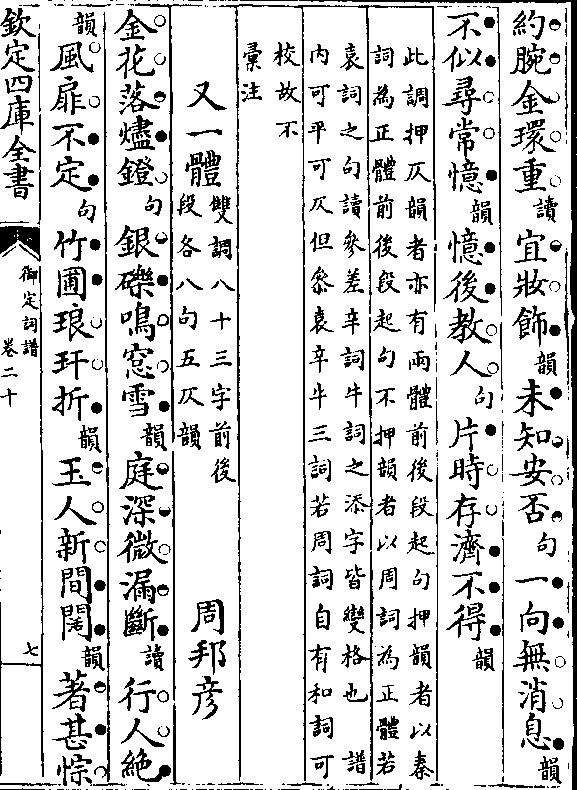 約腕金環重讀宜妝飾韻未知安否句一向無消息韻
不似尋常憶韻憶後教人句片時存濟不得韻
此調押仄韻者亦有兩體前後段起句押韻者以秦
詞為正體前後段起句不押韻者以周詞為正體若
袁詞之句讀參差辛詞牛詞之添字皆變格也 譜
内可平可仄但叅袁辛牛三詞若周詞自有和詞可
校故不
彙注
又一體雙調八十三字前後段各八句五仄韻 周邦彦
金花落燼鐙句銀礫鳴窓雪韻庭深微漏斷讀行人絶
韻風扉不定句竹圃琅玕折韻玉人新間闊韻著甚悰
欽定四庫全書
御定詞譜
卷二十
七